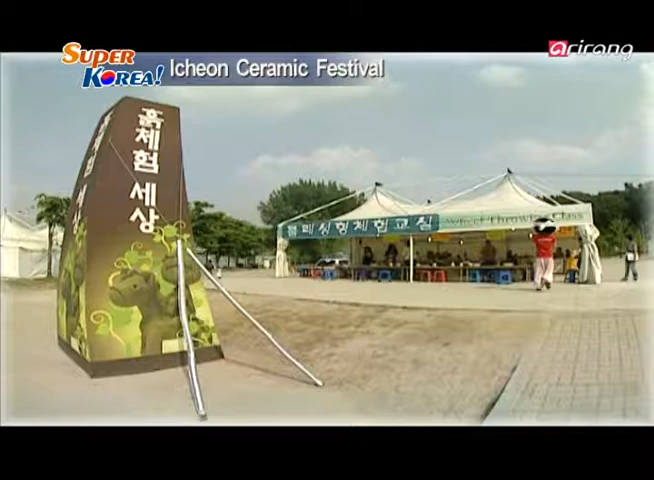 SUPER
KOREA!
Icheon Ceramic Festival
arirang
흙체험 세상
물레성형체험교실
Wheel Throwing Class